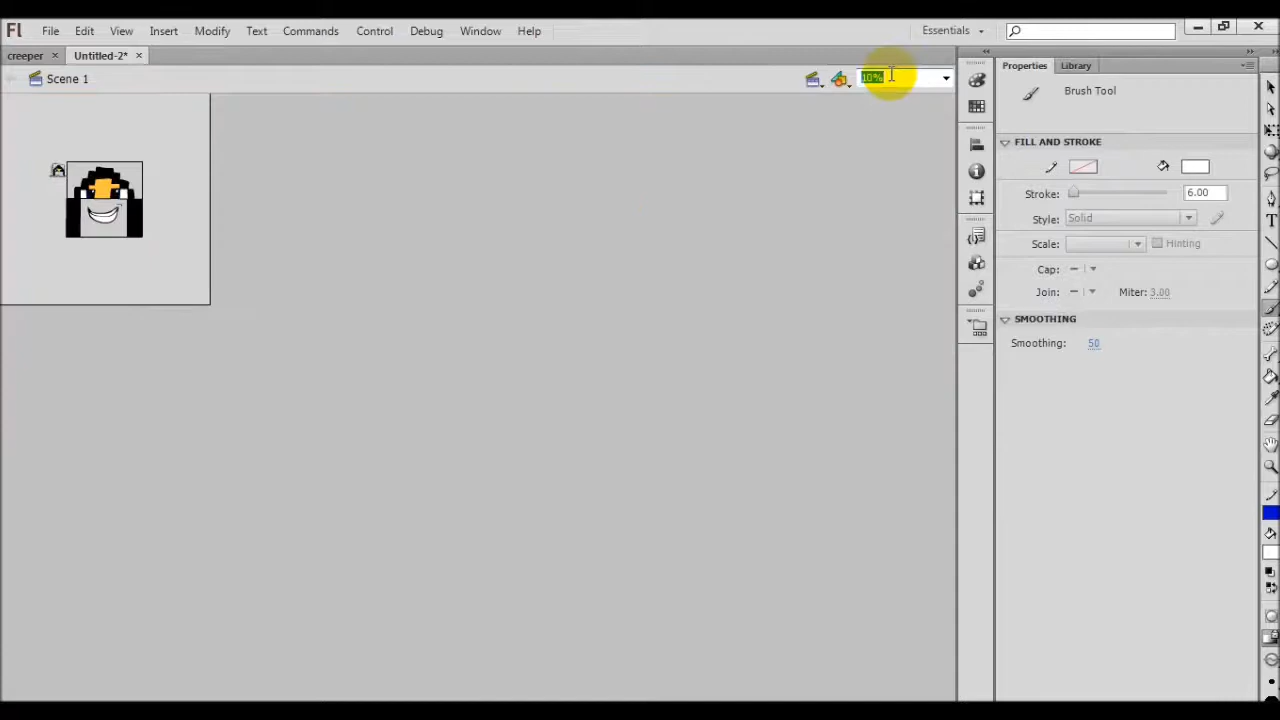 Fl File Edit View Insert Modify Text Commands Control Debug Window Help Essentials
creeper × Untitled-2* ×
Scene 1 10%
Properties Library
Brush Tool
FILL AND STROKE
Stroke: 6.00
Style: Solid
Scale: Hinting
Cap:
Join: Miter: 3.00
SMOOTHING
Smoothing: 50